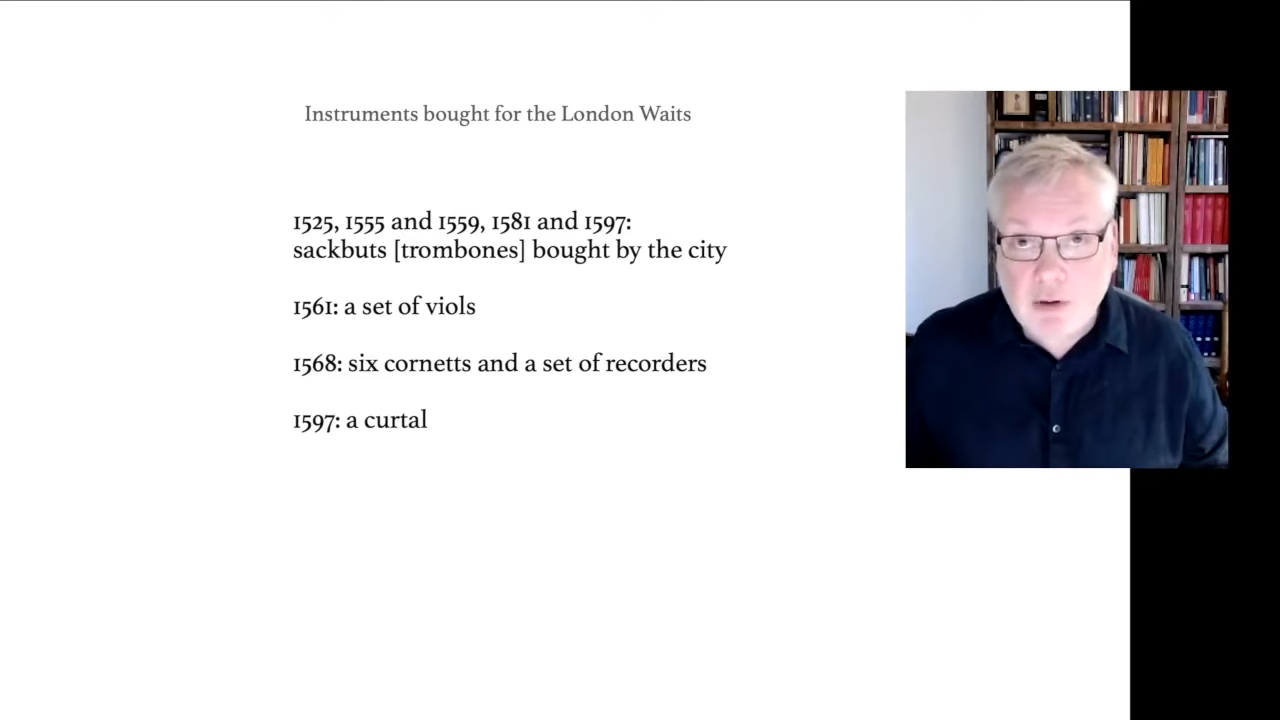 Instruments bought for the London Waits
1525, 1555 and 1559, 1581 and 1597:
sackbuts [trombones] bought by the city
1561: a set of viols
1568: six cornetts and a set of recorders
1597: a curtal